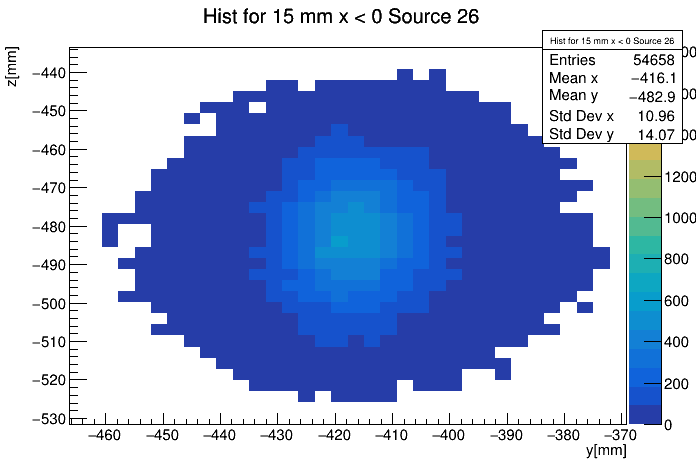 Hist for 15 mm x < 0 Source 26
z[mm]
Hist for 15 mm x < 0 Source 26
Entries 54658
Mean x −416.1
Mean y −482.9
Std Dev x 10.96
Std Dev y 14.07
−440
−450
−460
−470
−480
−490
−500
−510
−520
−530
1200
1000
800
600
400
200
0
−460 −450 −440 −430 −420 −410 −400 −390 −380 −370
y[mm]